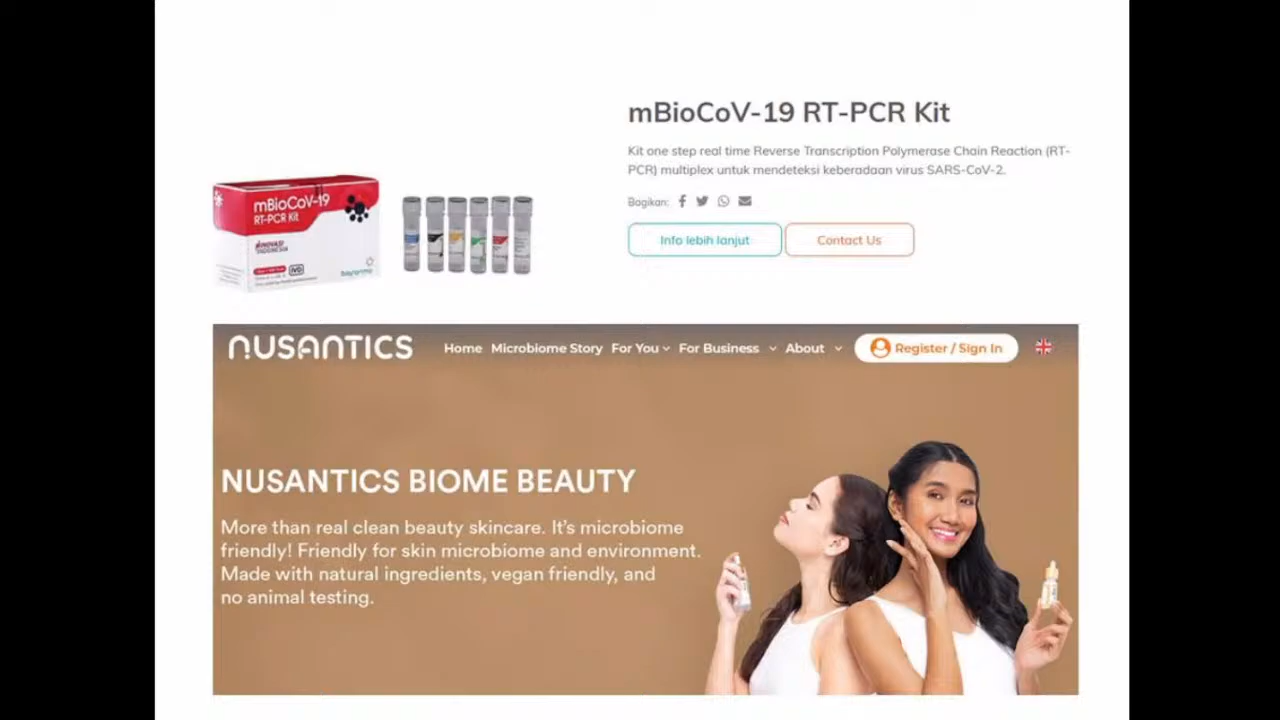 mBioCoV-19 RT-PCR Kit
Kit one step real time Reverse Transcription Polymerase Chain Reaction (RT-
PCR) multiplex untuk mendeteksi keberadaan virus SARS-CoV-2.
Bagikan:
Info lebih lanjut
Contact Us
mBioCoV-19
RT-PCR Kit
INOVASI
INDONESIA
IVD
NUSANTICS
Home
Microbiome Story
For You
For Business
About
Register / Sign In
NUSANTICS BIOME BEAUTY
More than real clean beauty skincare. It's microbiome
friendly! Friendly for skin microbiome and environment.
Made with natural ingredients, vegan friendly, and
no animal testing.